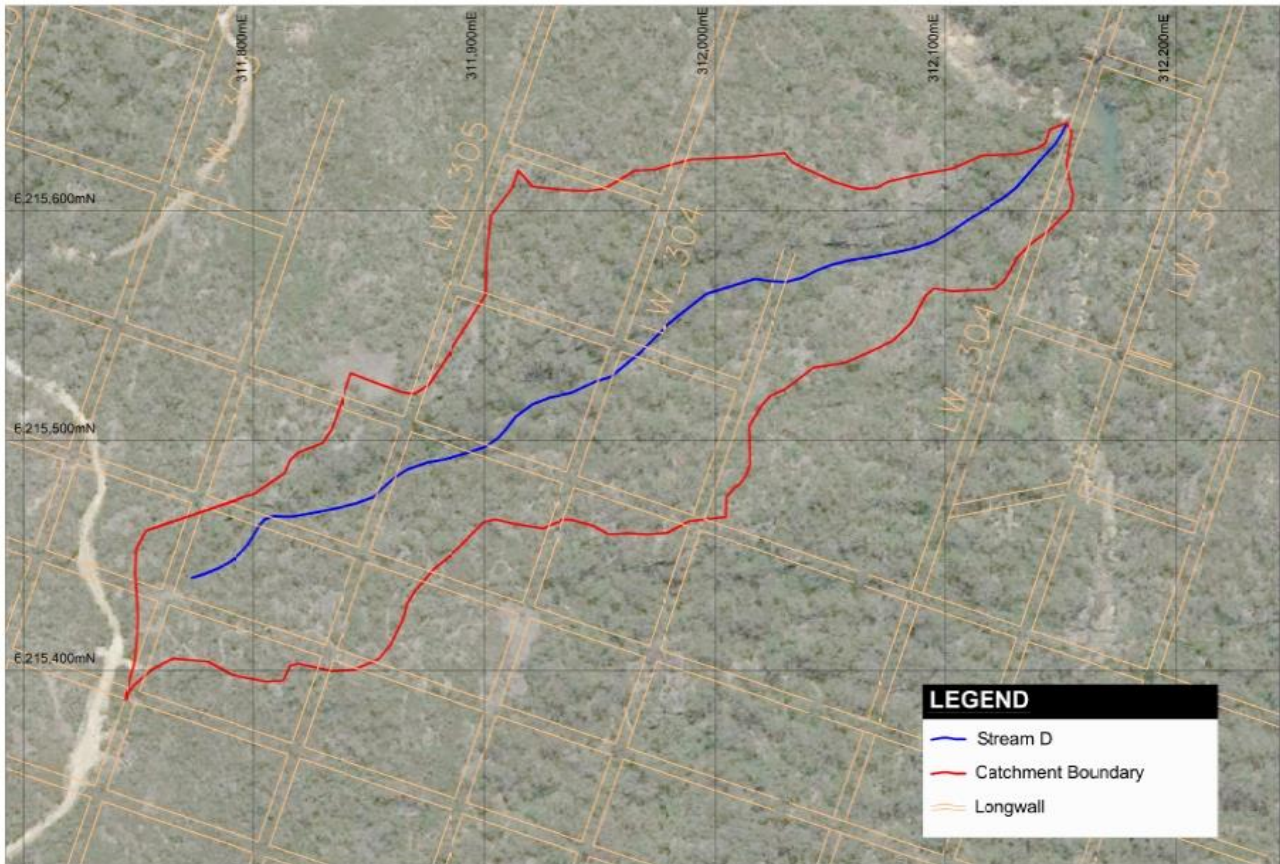 311,800mE
311,900mE
312,000mE
312,100mE
312,200mE
LW 305
LW 304
LW 303
LW 304
6,215,600mN
6,215,500mN
6,215,400mN
LEGEND
Stream D
Catchment Boundary
Longwall